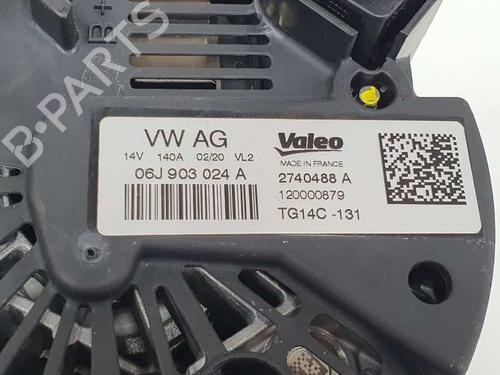 B+
B-PARTS
VW AG
14V 140A 02/20 VL2
06J 903 024 A
Valeo
MADE IN FRANCE
2740488 A
120000879
TG14C -131